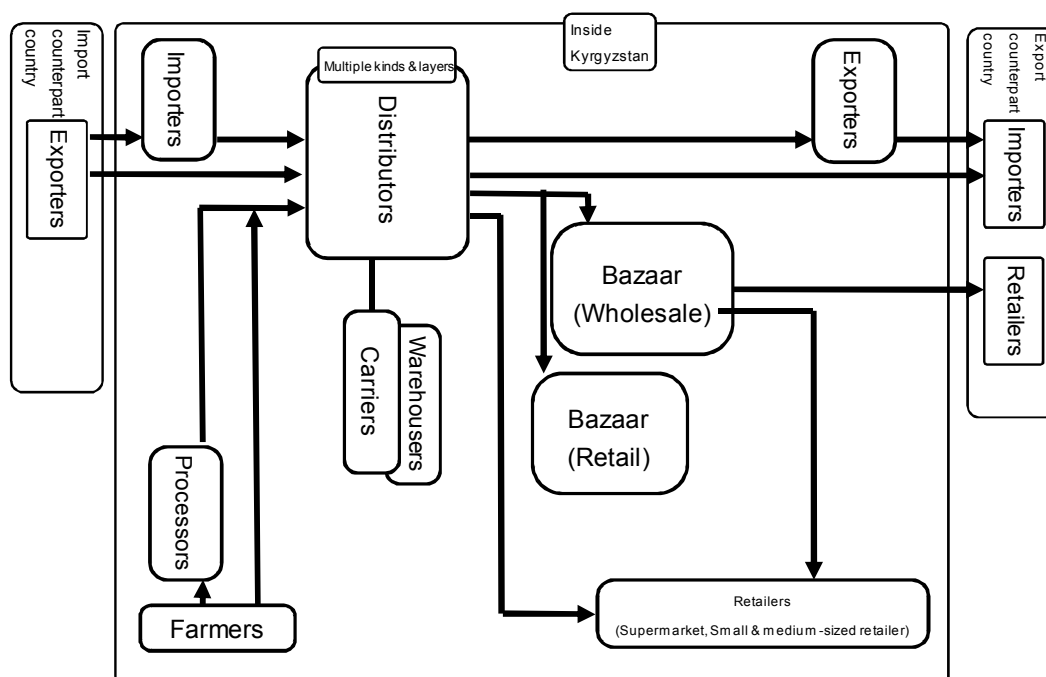 Import
counterpart
country
Exporters
Importers
Multiple kinds & layers
Distributors
Inside
Kyrgyzstan
Exporters
Export
counterpart
country
Importers
Retailers
Bazaar
(Wholesale)
Carriers
Warehousers
Bazaar
(Retail)
Processors
Farmers
Retailers
(Supermarket, Small & medium -sized retailer)